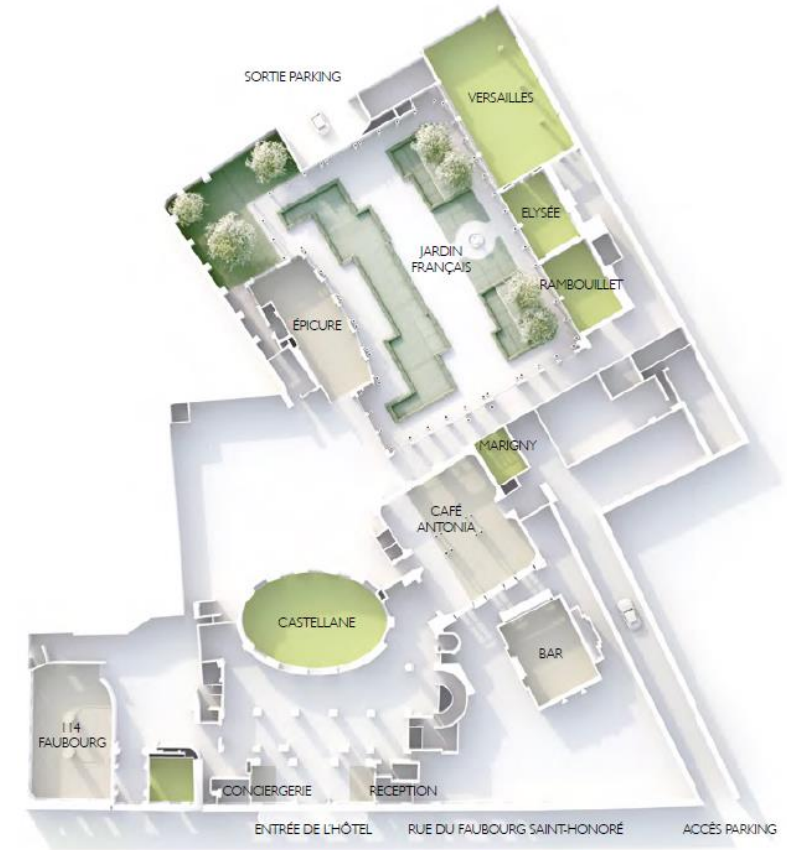 SORTIE PARKING
VERSAILLES
ELYSÉE
JARDIN
FRANÇAIS
RAMBOUILLET
ÉPICURE
MARIGNY
CAFÉ
ANTONIA
CASTELLANE
BAR
114
FAUBOURG
CONCIERGERIE
RECEPTION
ENTRÉE DE L'HÔTEL
RUE DU FAUBOURG SAINT-HONORÉ
ACCÈS PARKING